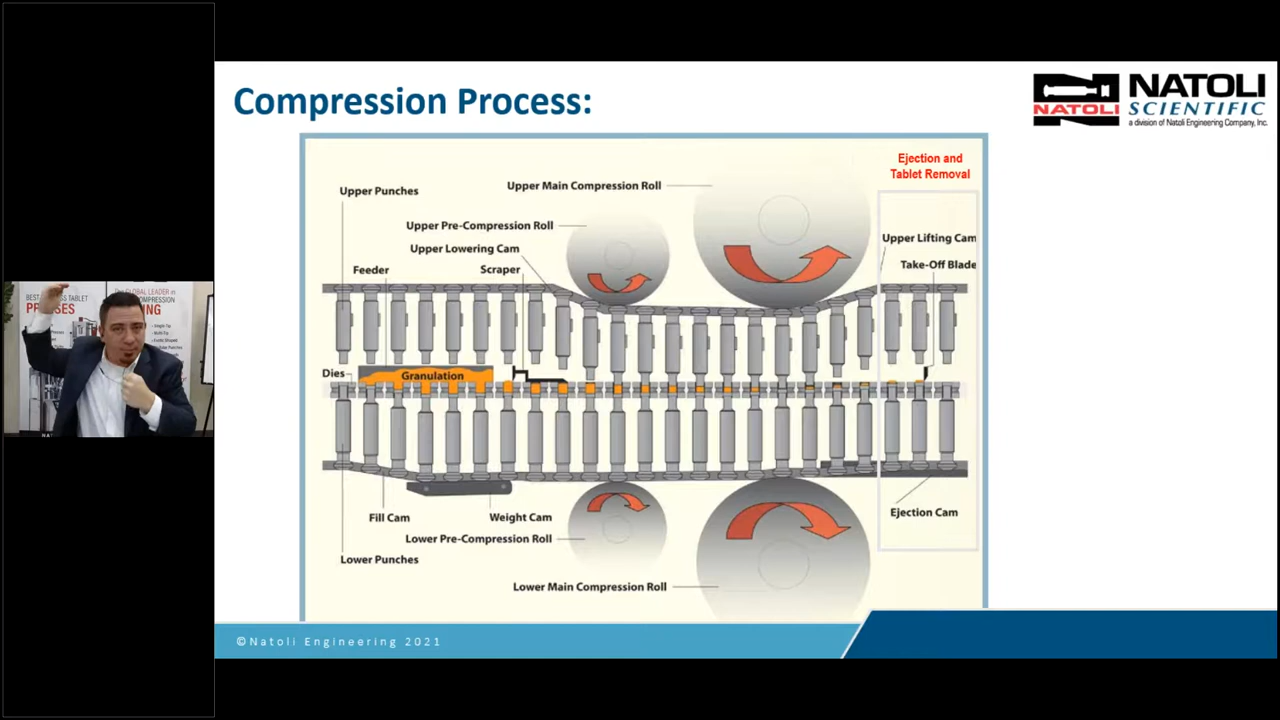 Compression Process:
NATOLI
NATOLI
SCIENTIFIC
a division of Natoli Engineering Company, Inc.
Ejection and
Tablet Removal
Upper Punches
Upper Main Compression Roll
Upper Pre-Compression Roll
Upper Lowering Cam
Upper Lifting Cam
Feeder
Scraper
Take-Off Blade
Dies
Granulation
Fill Cam
Weight Cam
Ejection Cam
Lower Pre-Compression Roll
Lower Punches
Lower Main Compression Roll
©Natoli Engineering 2021